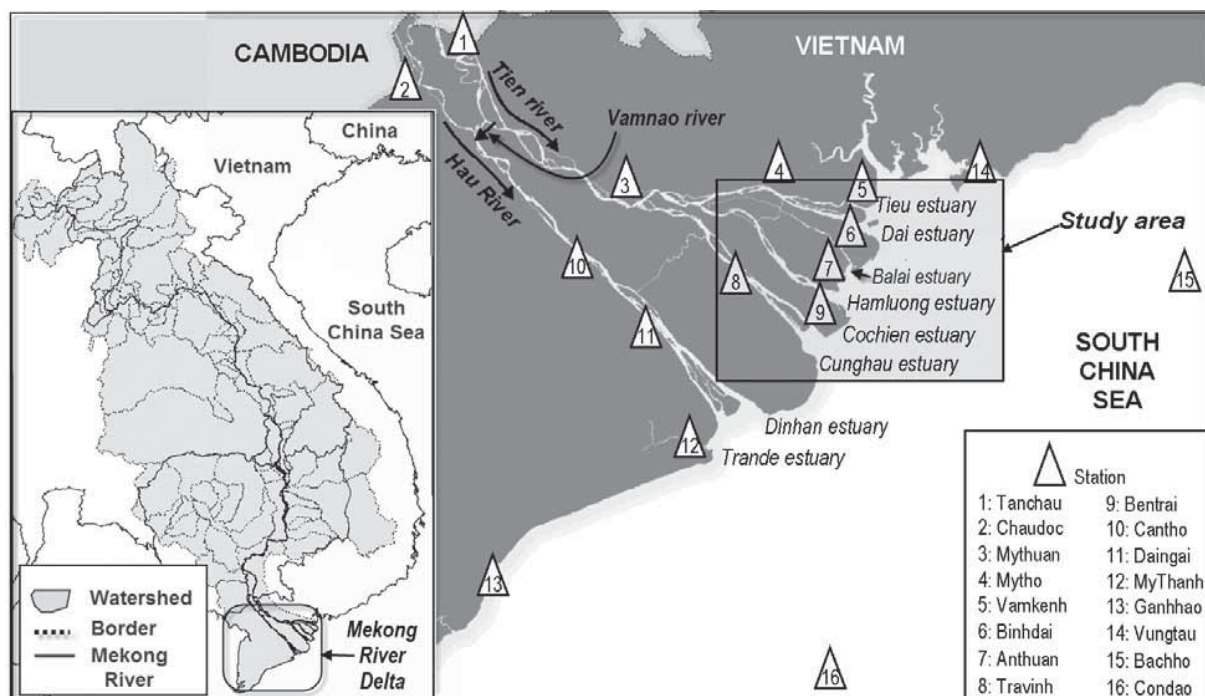 CAMBODIA
VIETNAM
1
2
Tien river
Vamnao river
Hau River
3
4
5
14
Tieu estuary
6
Dai estuary
Study area
7
Balai estuary
8
Hamluong estuary
9
Cochien estuary
Cunghau estuary
10
11
15
SOUTH
CHINA
SEA
Dinhan estuary
12
Trande estuary
13
16
China
Vietnam
South
China Sea
Watershed
Border
Mekong
River
Mekong
River
Delta
Station
1: Tanchau
2: Chaudoc
3: Mythuan
4: Mytho
5: Vamkenh
6: Binhdai
7: Anthuan
8: Travinh
9: Bentrai
10: Cantho
11: Daingai
12: MyThanh
13: Ganhhao
14: Vungtau
15: Bachho
16: Condao